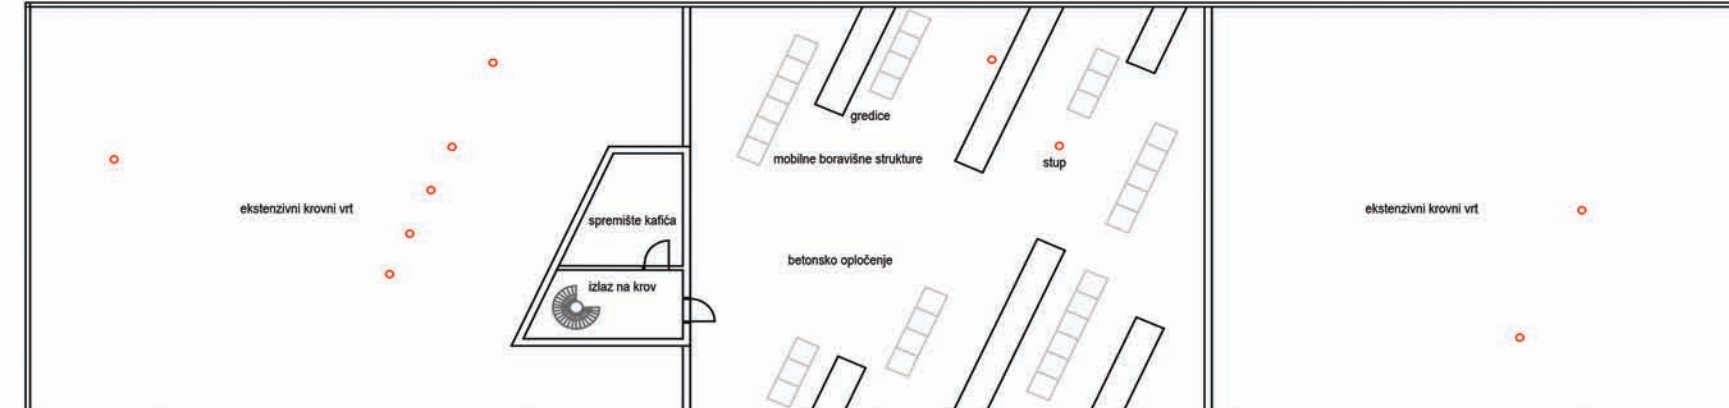 gredice
mobilne boravišne strukture
stup
ekstenzivni krovni vrt
spremište kafića
betonsko opločenje
izlaz na krov
ekstenzivni krovni vrt